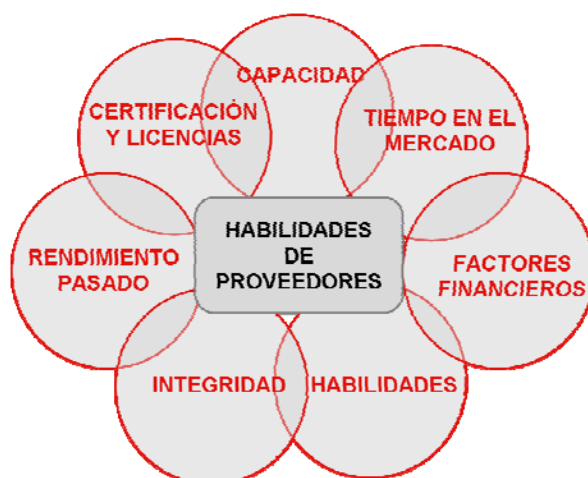 CAPACIDAD
CERTIFICACIÓN
Y LICENCIAS
TIEMPO EN EL
MERCADO
HABILIDADES
DE
PROVEEDORES
RENDIMIENTO
PASADO
FACTORES
FINANCIEROS
INTEGRIDAD
HABILIDADES